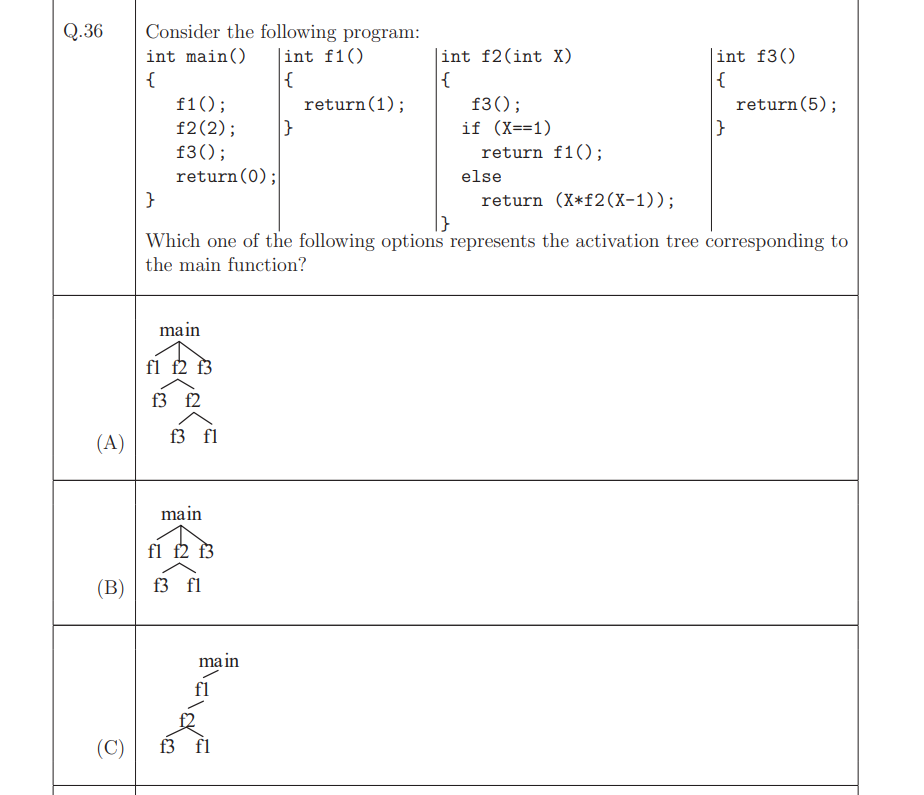 Q.36 Consider the following program:
int main() int f1() int f2(int X) int f3()
{ { { {
f1(); return(1); f3(); return(5);
f2(2); } if (X==1) }
f3(); return f1();
return(0); else
} return (X*f2(X-1));
}
Which one of the following options represents the activation tree corresponding to
the main function?
main
f1 f2 f3
f3 f2
(A) f3 f1
main
f1 f2 f3
(B) f3 f1
main
f1
f2
(C) f3 f1